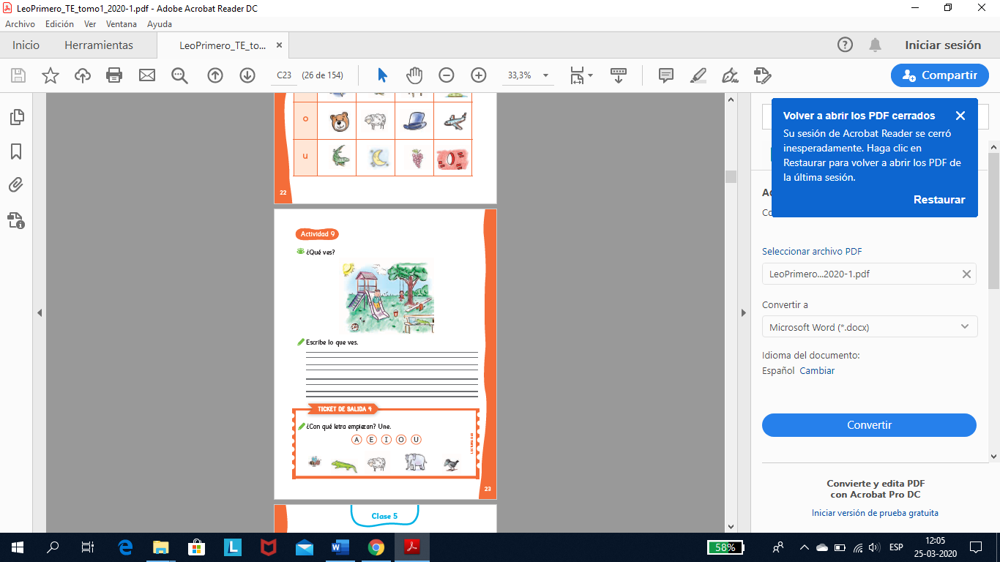 LeoPrimero_TE_tomo1_2020-1.pdf - Adobe Acrobat Reader DC
Archivo Edición Ver Ventana Ayuda
Inicio Herramientas LeoPrimero_TE_to... ×
C23 (26 de 154) 33,3% Compartir
? Iniciar sesión
Volver a abrir los PDF cerrados
Su sesión de Acrobat Reader se cerró
inesperadamente. Haga clic en
Restaurar para volver a abrir los PDF de
la última sesión.
Restaurar
o
u
22
Actividad 9
¿Qué ves?
Escribe lo que ves.
TICKET DE SALIDA 4
¿Con qué letra empiezan? Une.
A E I O U
23
Clase 5
Seleccionar archivo PDF
LeoPrimero...2020-1.pdf
Convertir a
Microsoft Word (*.docx)
Idioma del documento:
Español Cambiar
Convertir
Convierte y edita PDF
con Acrobat Pro DC
Iniciar versión de prueba gratuita
58% ESP 12:05
25-03-2020